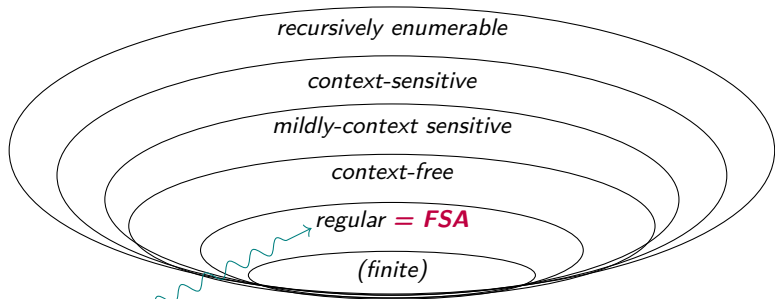 recursively enumerable
context-sensitive
mildly-context sensitive
context-free
regular = FSA
(finite)